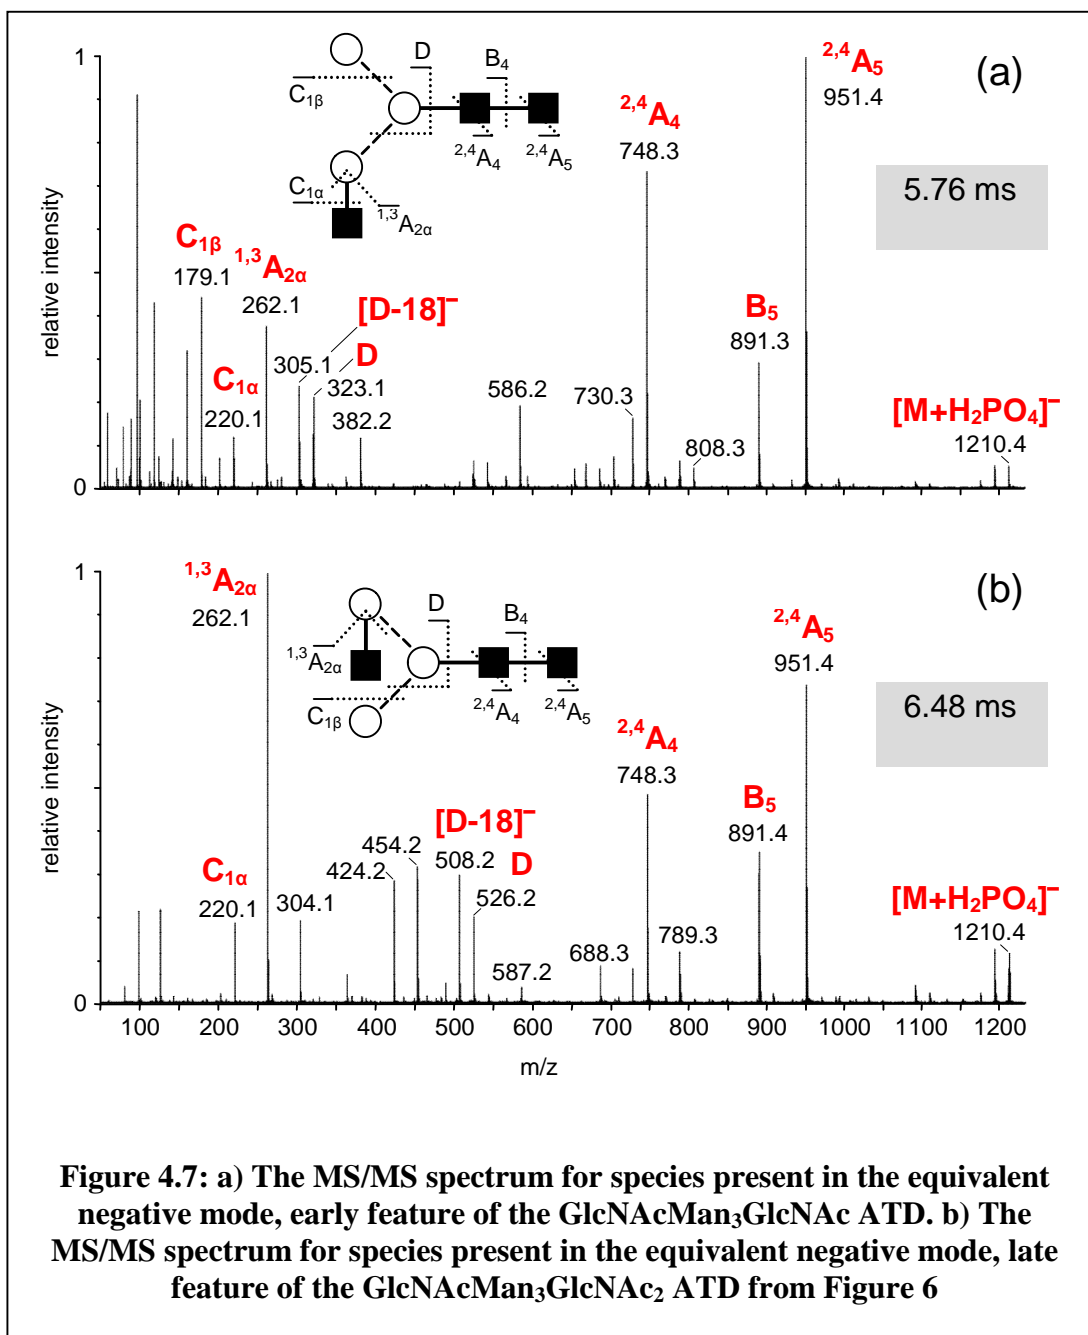 1
(a)
2,4A5
951.4
2,4A4
748.3
5.76 ms
D
B4
C1β
2,4A4
2,4A5
C1α
1,3A2α
C1β
179.1
1,3A2α
262.1
[D-18]−
305.1
D
323.1
C1α
220.1
382.2
586.2
730.3
808.3
B5
891.3
[M+H2PO4]−
1210.4
relative intensity
0
1
(b)
1,3A2α
262.1
2,4A5
951.4
D
B4
1,3A2α
C1β
2,4A4
2,4A5
6.48 ms
2,4A4
748.3
B5
891.4
[D-18]−
454.2
508.2
D
424.2
526.2
C1α
220.1
304.1
587.2
688.3
789.3
[M+H2PO4]−
1210.4
relative intensity
0
100 200 300 400 500 600 700 800 900 1000 1100 1200
m/z
Figure 4.7: a) The MS/MS spectrum for species present in the equivalent
negative mode, early feature of the GlcNAcMan3GlcNAc ATD. b) The
MS/MS spectrum for species present in the equivalent negative mode, late
feature of the GlcNAcMan3GlcNAc2 ATD from Figure 6